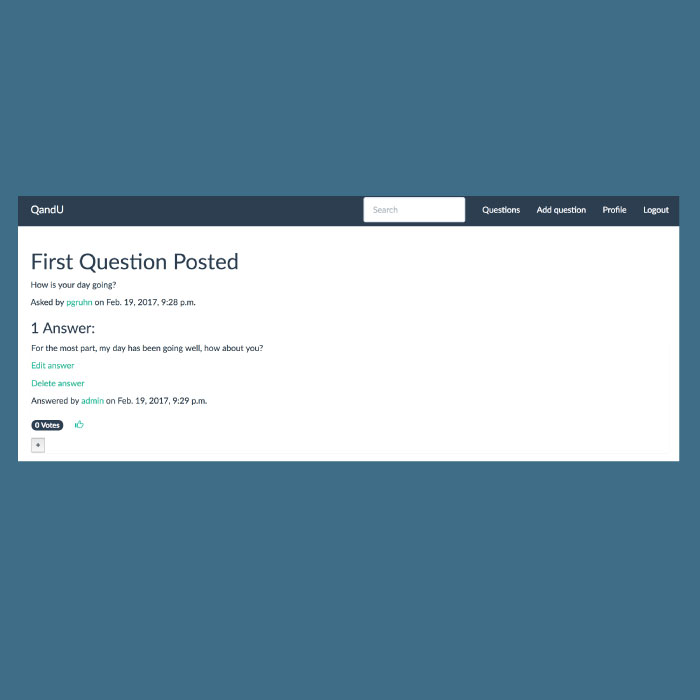 QandU
Search
Questions
Add question
Profile
Logout
First Question Posted
How is your day going?
Asked by pgruhn on Feb. 19, 2017, 9:28 p.m.
1 Answer:
For the most part, my day has been going well, how about you?
Edit answer
Delete answer
Answered by admin on Feb. 19, 2017, 9:29 p.m.
0 Votes
+